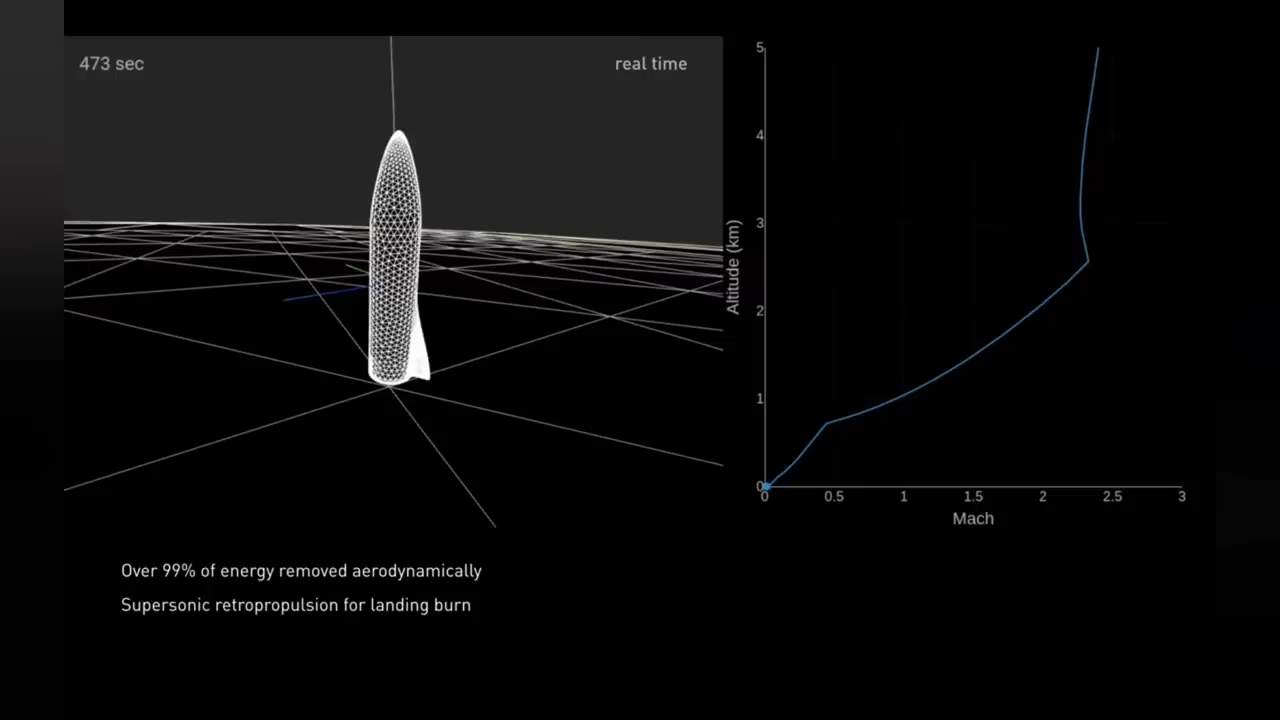 473 sec
real time
5
4
3
2
1
0
Altitude (km)
0
0.5
1
1.5
2
2.5
3
Mach
Over 99% of energy removed aerodynamically
Supersonic retropropulsion for landing burn